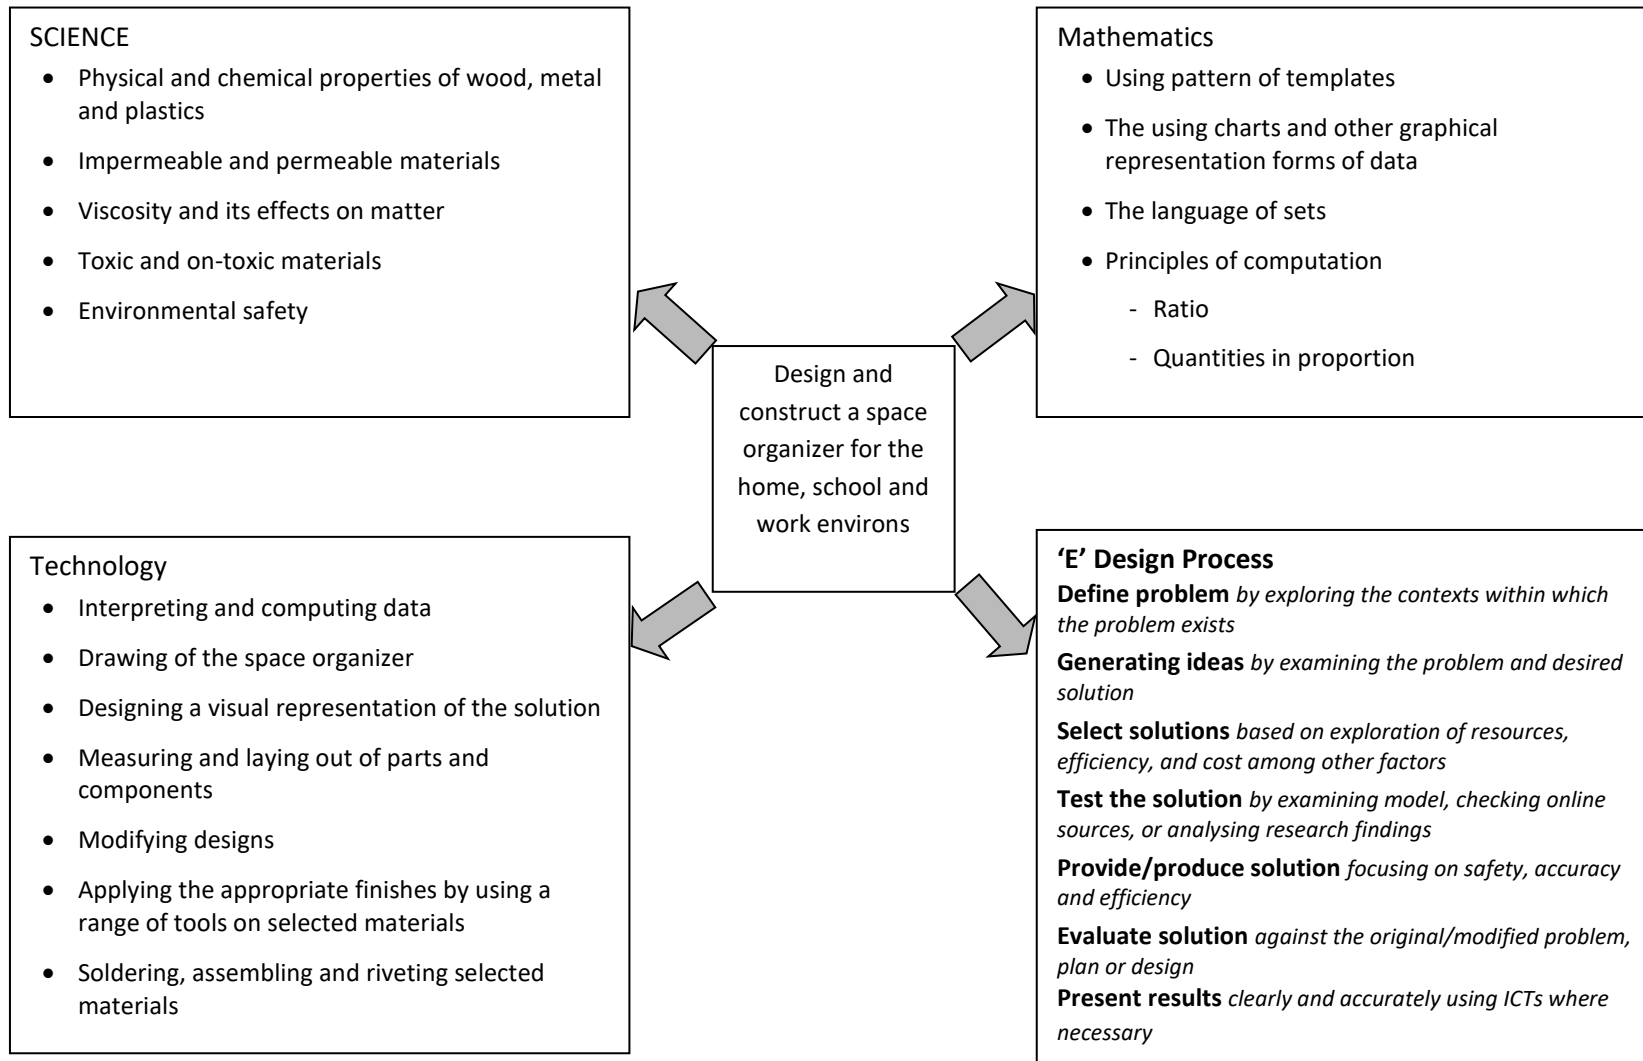 SCIENCE
• Physical and chemical properties of wood, metal
and plastics
• Impermeable and permeable materials
• Viscosity and its effects on matter
• Toxic and on-toxic materials
• Environmental safety
Mathematics
• Using pattern of templates
• The using charts and other graphical
representation forms of data
• The language of sets
• Principles of computation
- Ratio
- Quantities in proportion
Design and
construct a space
organizer for the
home, school and
work environs
Technology
• Interpreting and computing data
• Drawing of the space organizer
• Designing a visual representation of the solution
• Measuring and laying out of parts and
components
• Modifying designs
• Applying the appropriate finishes by using a
range of tools on selected materials
• Soldering, assembling and riveting selected
materials
‘E’ Design Process
Define problem by exploring the contexts within which
the problem exists
Generating ideas by examining the problem and desired
solution
Select solutions based on exploration of resources,
efficiency, and cost among other factors
Test the solution by examining model, checking online
sources, or analysing research findings
Provide/produce solution focusing on safety, accuracy
and efficiency
Evaluate solution against the original/modified problem,
plan or design
Present results clearly and accurately using ICTs where
necessary